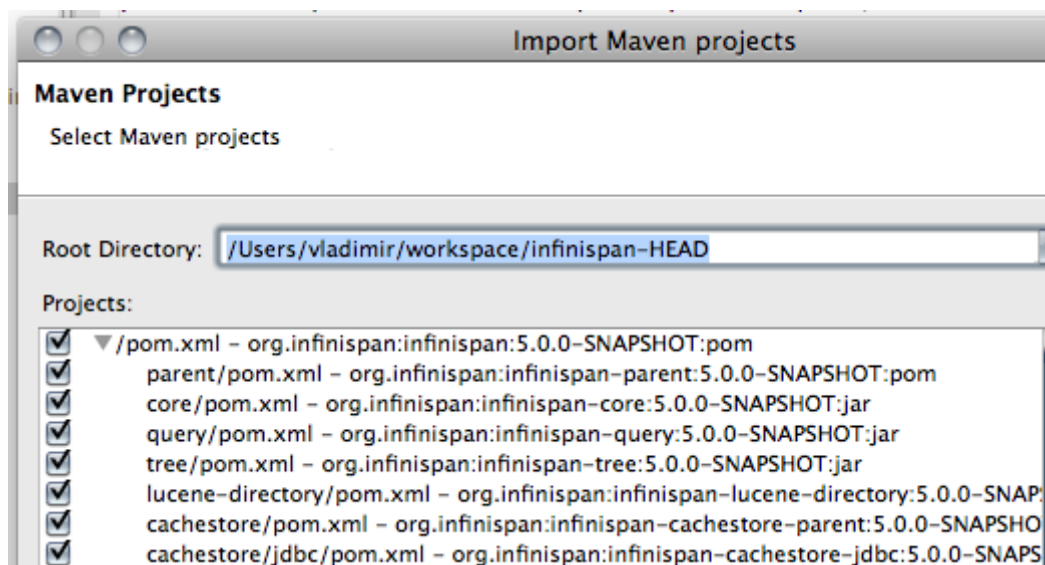 Import Maven projects
Maven Projects
Select Maven projects
Root Directory: /Users/vladimir/workspace/infinispan-HEAD
Projects:
/pom.xml – org.infinispan:infinispan:5.0.0-SNAPSHOT:pom
parent/pom.xml – org.infinispan:infinispan-parent:5.0.0-SNAPSHOT:pom
core/pom.xml – org.infinispan:infinispan-core:5.0.0-SNAPSHOT:jar
query/pom.xml – org.infinispan:infinispan-query:5.0.0-SNAPSHOT:jar
tree/pom.xml – org.infinispan:infinispan-tree:5.0.0-SNAPSHOT:jar
lucene-directory/pom.xml – org.infinispan:infinispan-lucene-directory:5.0.0-SNAP
cachestore/pom.xml – org.infinispan:infinispan-cachestore-parent:5.0.0-SNAPSHO
cachestore/jdbc/pom.xml – org.infinispan:infinispan-cachestore-jdbc:5.0.0-SNAPS